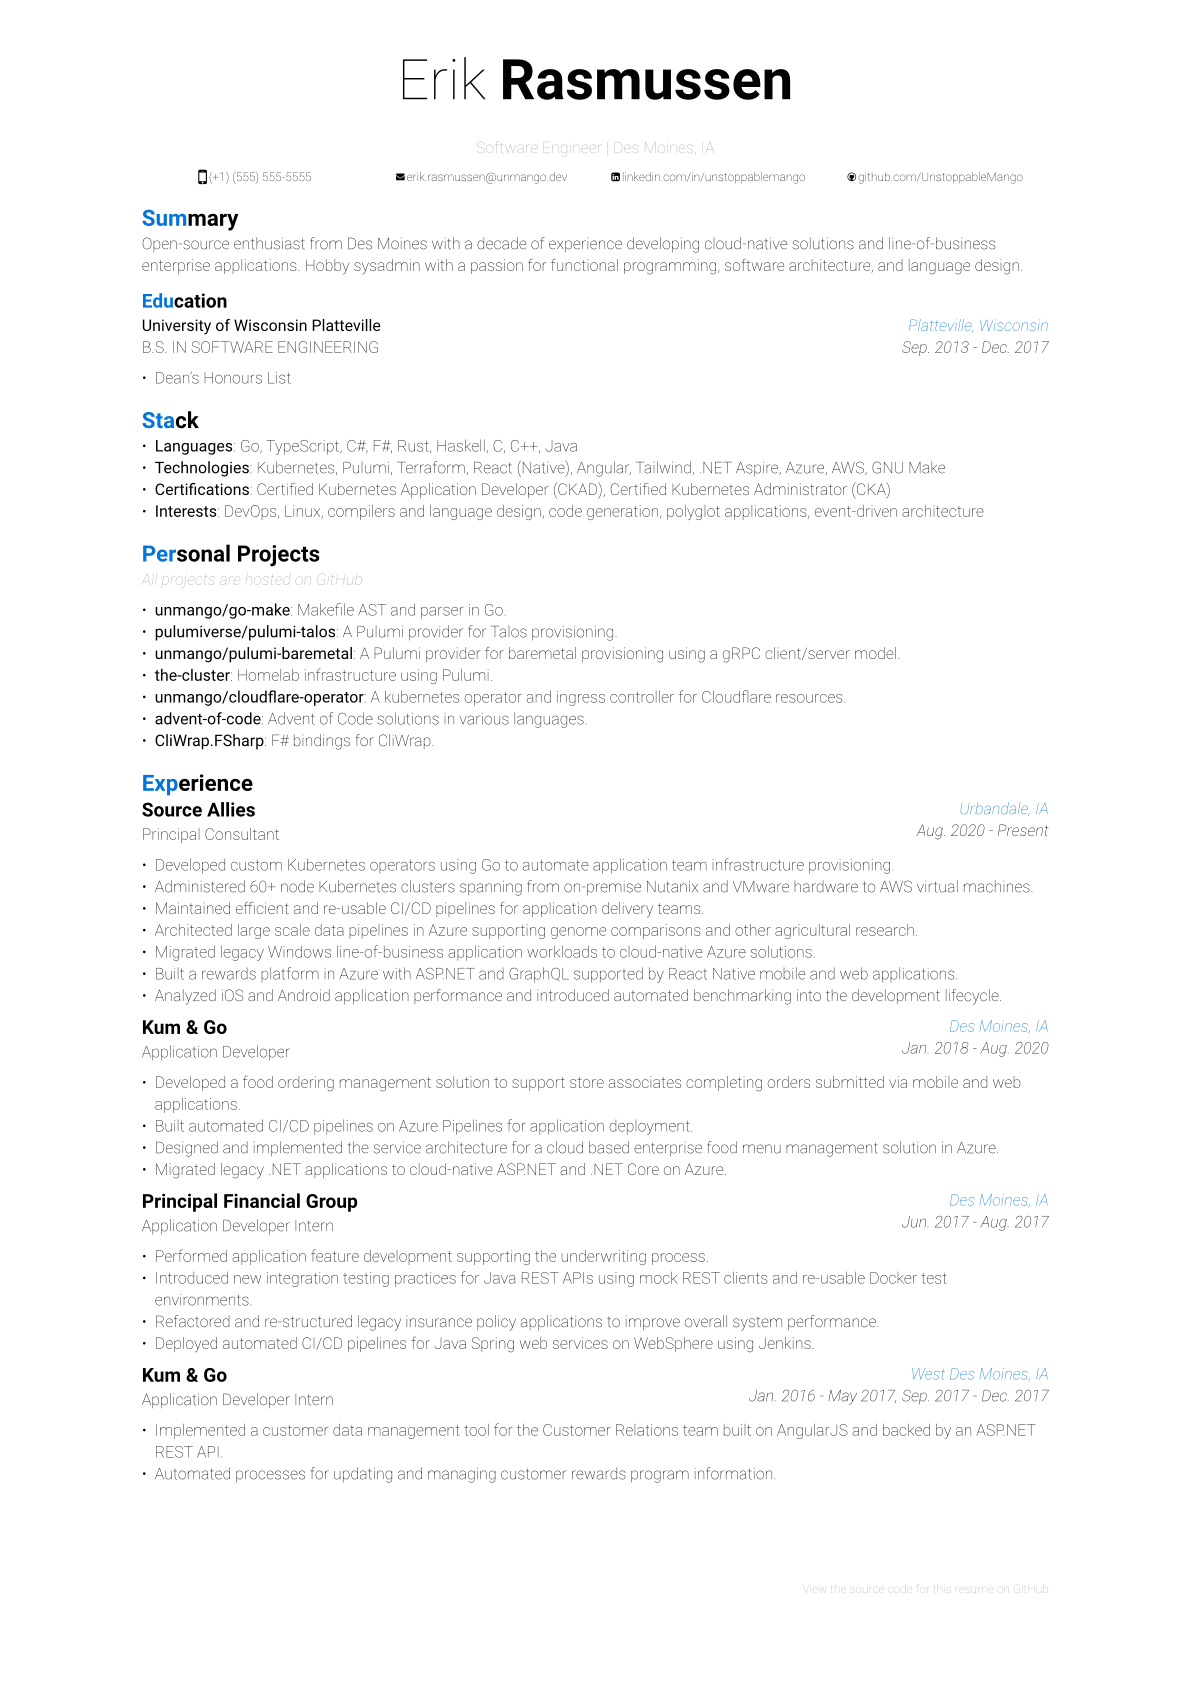 Erik Rasmussen
Software Engineer | Des Moines, IA
(+1) (555) 555-5555 erik.rasmussen@unmango.dev linkedin.com/in/unstoppablemango github.com/UnstoppableMango
Summary
Open-source enthusiast from Des Moines with a decade of experience developing cloud-native solutions and line-of-business
enterprise applications. Hobby sysadmin with a passion for functional programming, software architecture, and language design.
Education
University of Wisconsin Platteville Platteville, Wisconsin
B.S. IN SOFTWARE ENGINEERING Sep. 2013 - Dec. 2017
• Dean's Honours List
Stack
• Languages: Go, TypeScript, C#, F#, Rust, Haskell, C, C++, Java
• Technologies: Kubernetes, Pulumi, Terraform, React (Native), Angular, Tailwind, .NET Aspire, Azure, AWS, GNU Make
• Certifications: Certified Kubernetes Application Developer (CKAD), Certified Kubernetes Administrator (CKA)
• Interests: DevOps, Linux, compilers and language design, code generation, polyglot applications, event-driven architecture
Personal Projects
All projects are hosted on GitHub
• unmango/go-make: Makefile AST and parser in Go.
• pulumiverse/pulumi-talos: A Pulumi provider for Talos provisioning.
• unmango/pulumi-baremetal: A Pulumi provider for baremetal provisioning using a gRPC client/server model.
• the-cluster: Homelab infrastructure using Pulumi.
• unmango/cloudflare-operator: A kubernetes operator and ingress controller for Cloudflare resources.
• advent-of-code: Advent of Code solutions in various languages.
• CliWrap.FSharp: F# bindings for CliWrap.
Experience
Source Allies Urbandale, IA
Principal Consultant Aug. 2020 - Present
• Developed custom Kubernetes operators using Go to automate application team infrastructure provisioning.
• Administered 60+ node Kubernetes clusters spanning from on-premise Nutanix and VMware hardware to AWS virtual machines.
• Maintained efficient and re-usable CI/CD pipelines for application delivery teams.
• Architected large scale data pipelines in Azure supporting genome comparisons and other agricultural research.
• Migrated legacy Windows line-of-business application workloads to cloud-native Azure solutions.
• Built a rewards platform in Azure with ASP.NET and GraphQL supported by React Native mobile and web applications.
• Analyzed iOS and Android application performance and introduced automated benchmarking into the development lifecycle.
Kum & Go Des Moines, IA
Application Developer Jan. 2018 - Aug. 2020
• Developed a food ordering management solution to support store associates completing orders submitted via mobile and web
applications.
• Built automated CI/CD pipelines on Azure Pipelines for application deployment.
• Designed and implemented the service architecture for a cloud based enterprise food menu management solution in Azure.
• Migrated legacy .NET applications to cloud-native ASP.NET and .NET Core on Azure.
Principal Financial Group Des Moines, IA
Application Developer Intern Jun. 2017 - Aug. 2017
• Performed application feature development supporting the underwriting process.
• Introduced new integration testing practices for Java REST APIs using mock REST clients and re-usable Docker test
environments.
• Refactored and re-structured legacy insurance policy applications to improve overall system performance.
• Deployed automated CI/CD pipelines for Java Spring web services on WebSphere using Jenkins.
Kum & Go West Des Moines, IA
Application Developer Intern Jan. 2016 - May 2017, Sep. 2017 - Dec. 2017
• Implemented a customer data management tool for the Customer Relations team built on AngularJS and backed by an ASP.NET
REST API.
• Automated processes for updating and managing customer rewards program information.
View the source code for this resume on GitHub